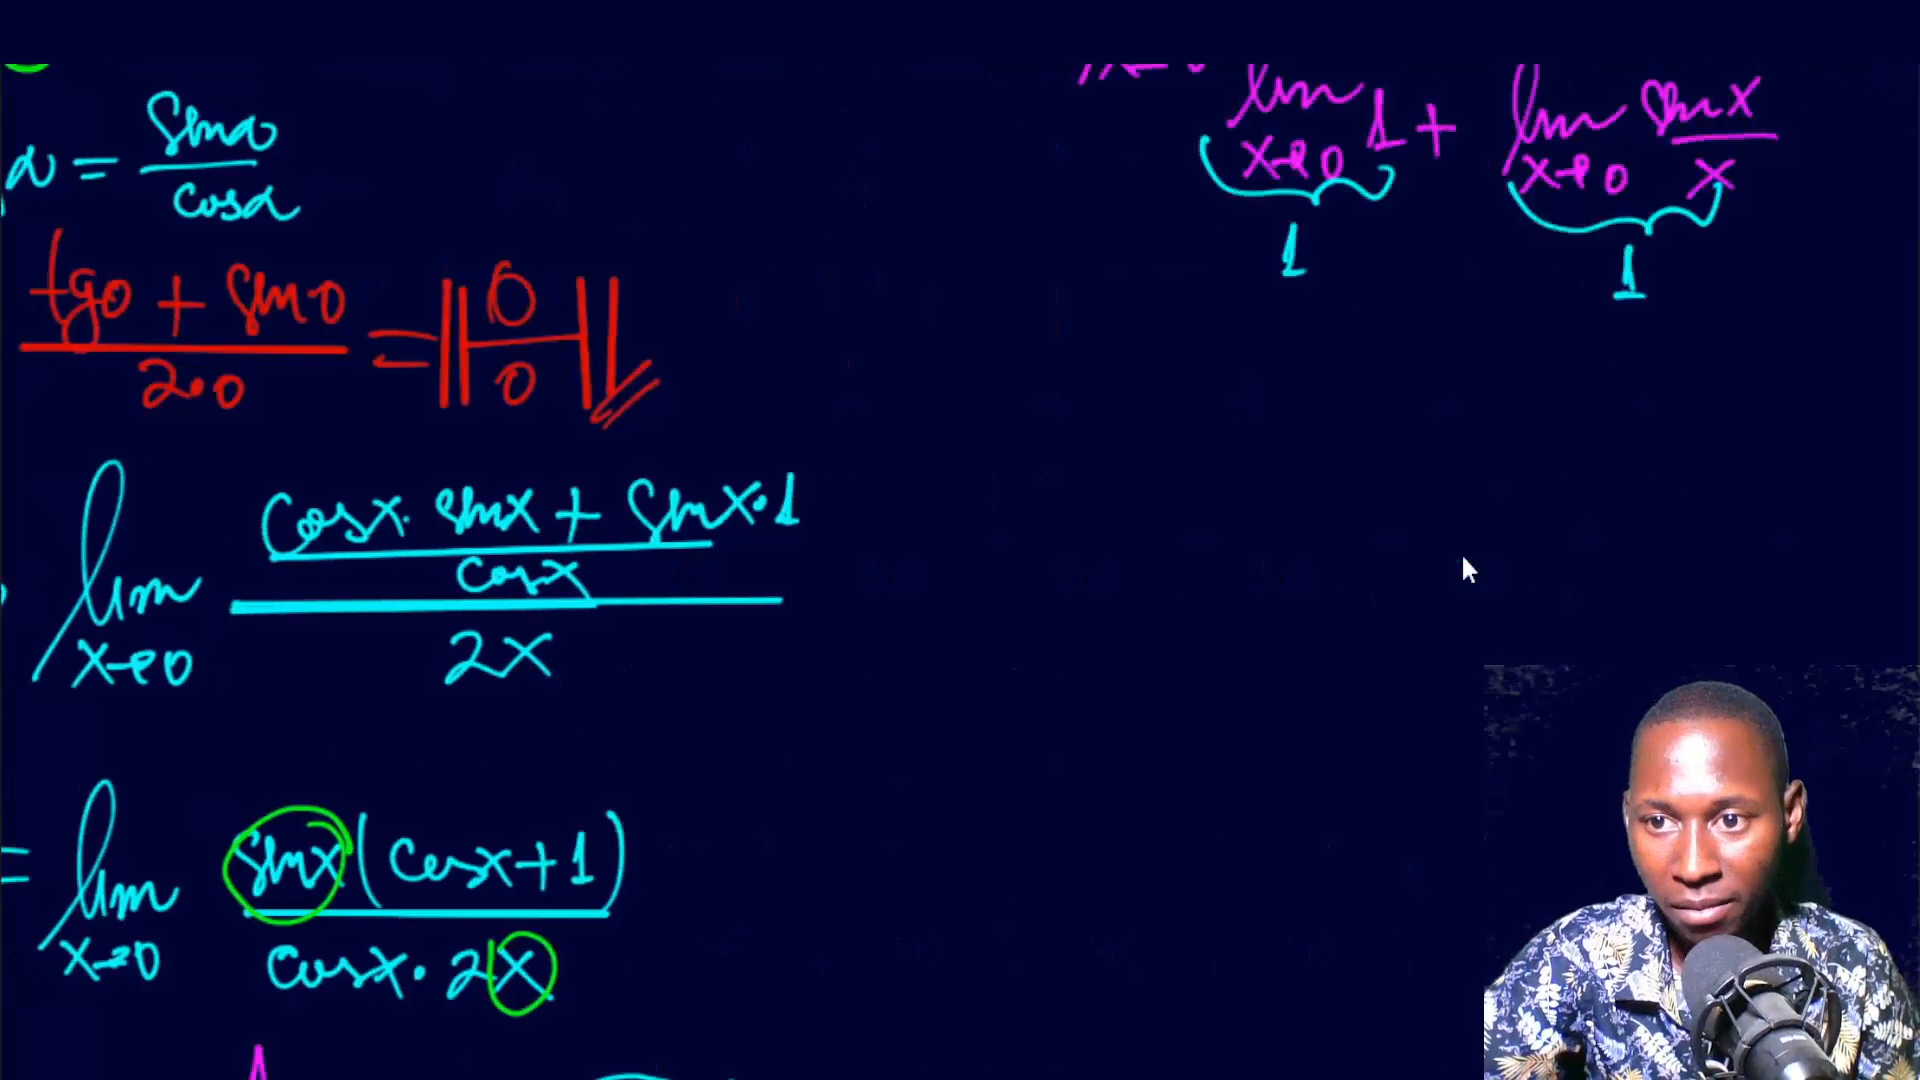 α = sinα / cosα
tg0 + sin0 / 2·0 = || 0 / 0 ||
lim x→0 cosx · sinx + sinx · 1 / cosx / 2x
= lim x→0 sinx (cosx + 1) / cosx · 2x
lim x→0 1 + lim x→0 sinx / x
1 1